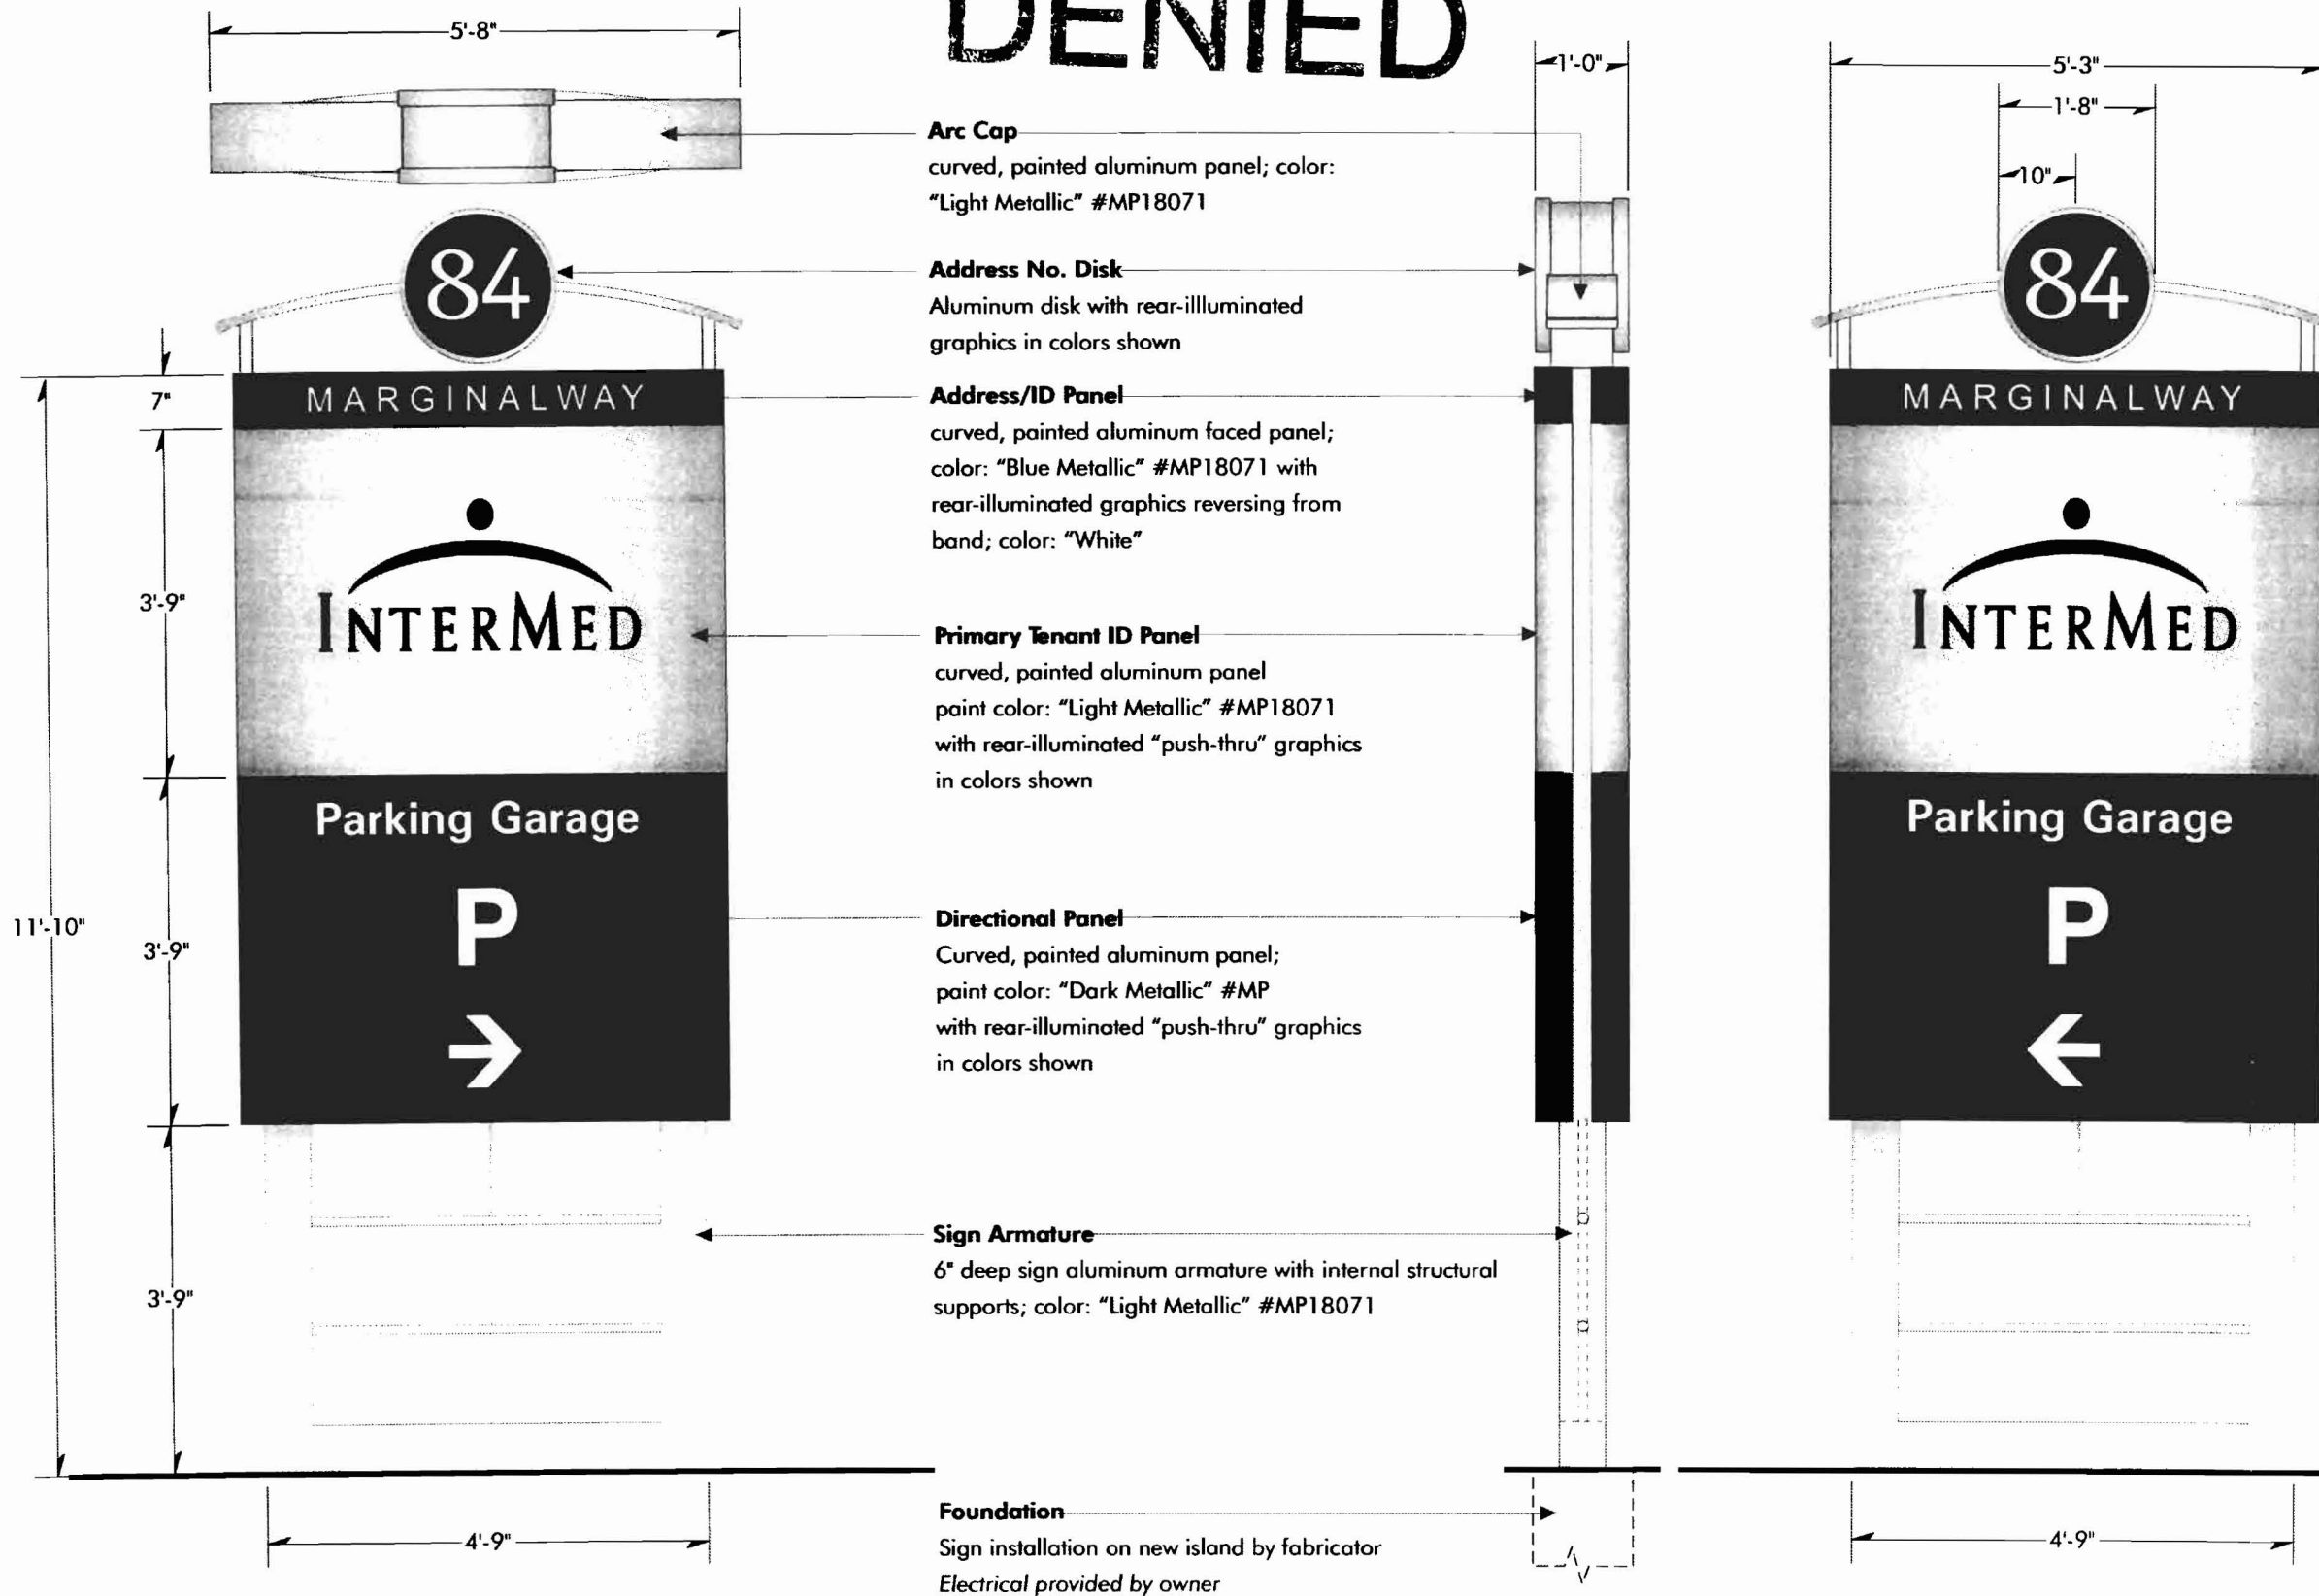 DENIED
5'-8"
84
MARGINALWAY
INTERMED
Parking Garage
P
→
7"
3'-9"
3'-9"
3'-9"
11'-10"
4'-9"
Arc Cap
curved, painted aluminum panel; color:
"Light Metallic" #MP18071
Address No. Disk
Aluminum disk with rear-illluminated
graphics in colors shown
Address/ID Panel
curved, painted aluminum faced panel;
color: "Blue Metallic" #MP18071 with
rear-illuminated graphics reversing from
band; color: "White"
Primary Tenant ID Panel
curved, painted aluminum panel
paint color: "Light Metallic" #MP18071
with rear-illuminated "push-thru" graphics
in colors shown
Directional Panel
Curved, painted aluminum panel;
paint color: "Dark Metallic" #MP
with rear-illuminated "push-thru" graphics
in colors shown
Sign Armature
6" deep sign aluminum armature with internal structural
supports; color: "Light Metallic" #MP18071
Foundation
Sign installation on new island by fabricator
Electrical provided by owner
1'-0"
5'-3"
1'-8"
10"
84
MARGINALWAY
INTERMED
Parking Garage
P
←
4'-9"